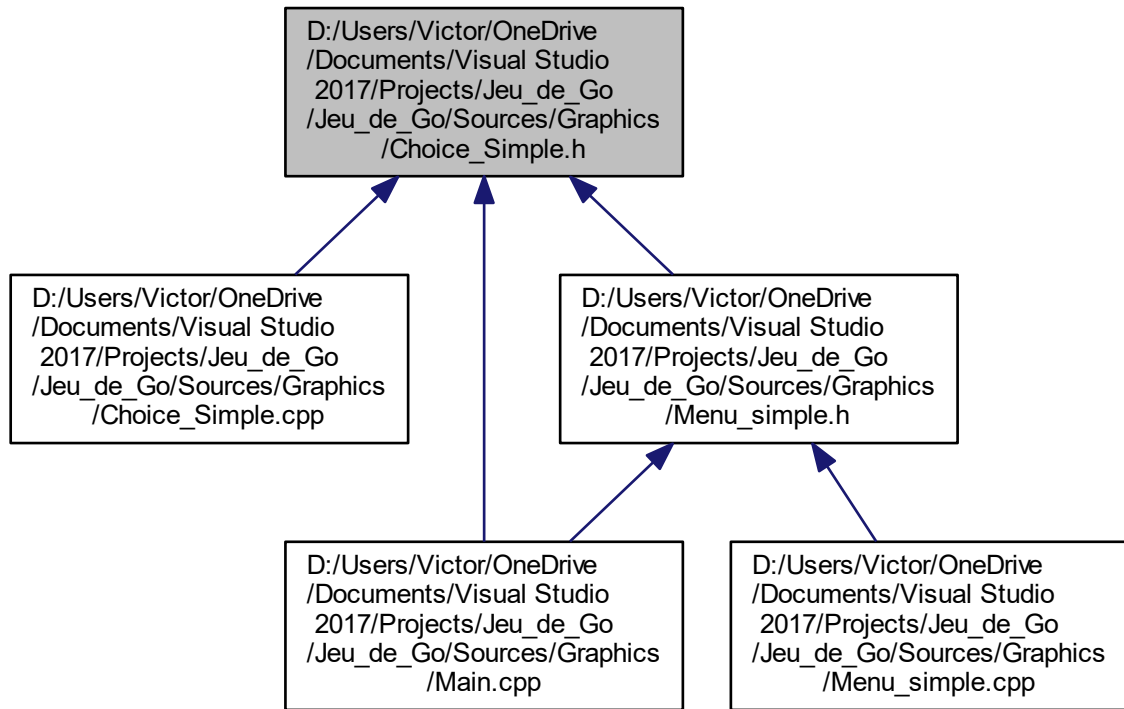 D:/Users/Victor/OneDrive
/Documents/Visual Studio
2017/Projects/Jeu_de_Go
/Jeu_de_Go/Sources/Graphics
/Choice_Simple.h
D:/Users/Victor/OneDrive
/Documents/Visual Studio
2017/Projects/Jeu_de_Go
/Jeu_de_Go/Sources/Graphics
/Choice_Simple.cpp
D:/Users/Victor/OneDrive
/Documents/Visual Studio
2017/Projects/Jeu_de_Go
/Jeu_de_Go/Sources/Graphics
/Menu_simple.h
D:/Users/Victor/OneDrive
/Documents/Visual Studio
2017/Projects/Jeu_de_Go
/Jeu_de_Go/Sources/Graphics
/Main.cpp
D:/Users/Victor/OneDrive
/Documents/Visual Studio
2017/Projects/Jeu_de_Go
/Jeu_de_Go/Sources/Graphics
/Menu_simple.cpp